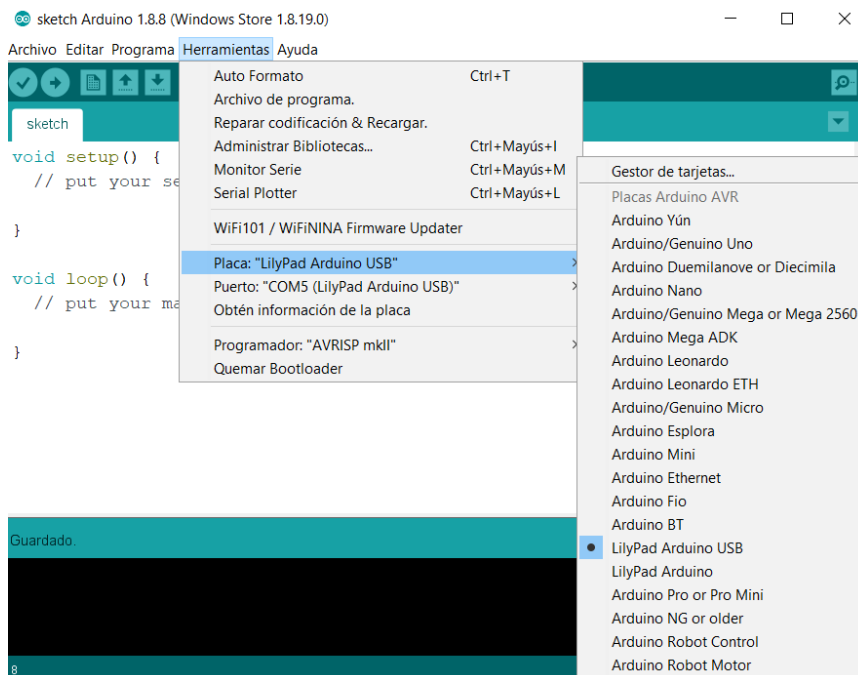 sketch Arduino 1.8.8 (Windows Store 1.8.19.0)
Archivo Editar Programa Herramientas Ayuda
sketch
void setup() {
// put your se
}
void loop() {
// put your ma
}
Auto Formato Ctrl+T
Archivo de programa.
Reparar codificación & Recargar.
Administrar Bibliotecas... Ctrl+Mayús+I
Monitor Serie Ctrl+Mayús+M
Serial Plotter Ctrl+Mayús+L
WiFi101 / WiFiNINA Firmware Updater
Placa: "LilyPad Arduino USB"
Puerto: "COM5 (LilyPad Arduino USB)"
Obtén información de la placa
Programador: "AVRISP mkII"
Quemar Bootloader
Gestor de tarjetas...
Placas Arduino AVR
Arduino Yún
Arduino/Genuino Uno
Arduino Duemilanove or Diecimila
Arduino Nano
Arduino/Genuino Mega or Mega 2560
Arduino Mega ADK
Arduino Leonardo
Arduino Leonardo ETH
Arduino/Genuino Micro
Arduino Esplora
Arduino Mini
Arduino Ethernet
Arduino Fio
Arduino BT
LilyPad Arduino USB
LilyPad Arduino
Arduino Pro or Pro Mini
Arduino NG or older
Arduino Robot Control
Arduino Robot Motor
Guardado.
8